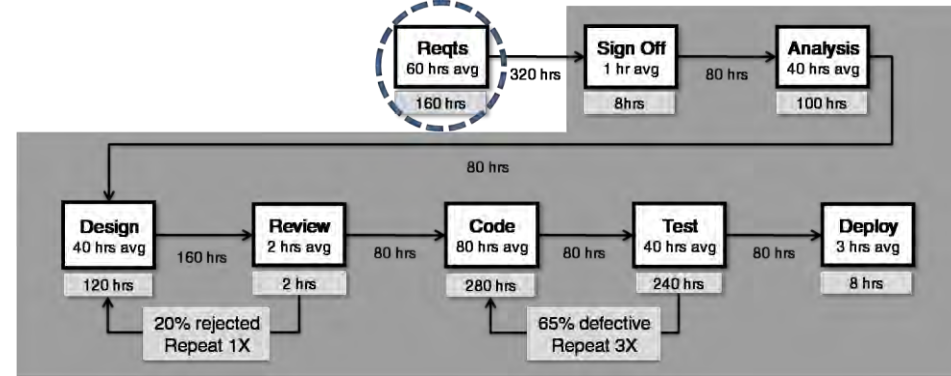 Reqts
60 hrs avg
160 hrs
320 hrs
Sign Off
1 hr avg
8hrs
80 hrs
Analysis
40 hrs avg
100 hrs
80 hrs
Design
40 hrs avg
120 hrs
160 hrs
Review
2 hrs avg
2 hrs
80 hrs
Code
80 hrs avg
280 hrs
80 hrs
Test
40 hrs avg
240 hrs
80 hrs
Deploy
3 hrs avg
8 hrs
20% rejected
Repeat 1X
65% defective
Repeat 3X